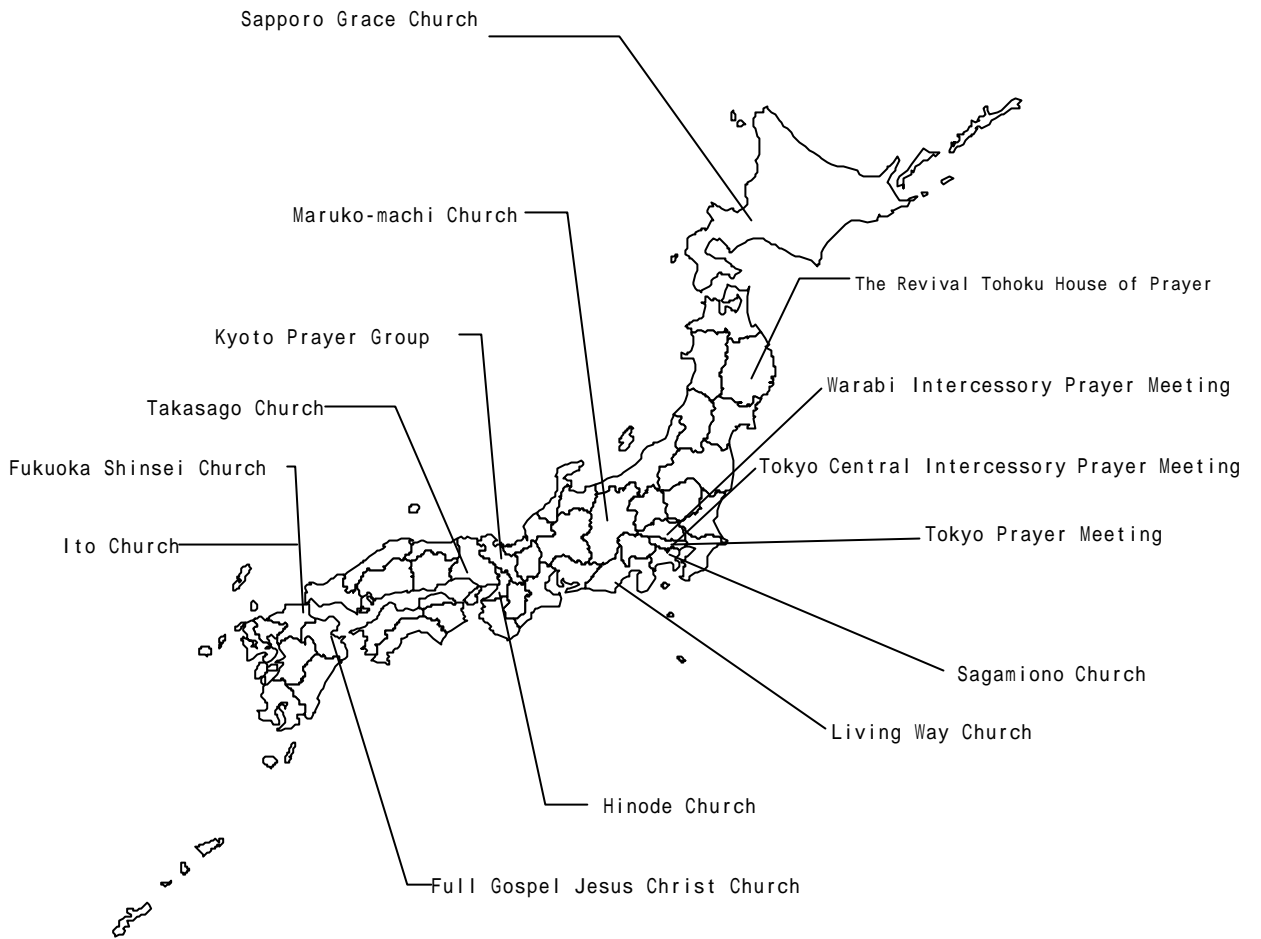 Sapporo Grace Church
Maruko-machi Church
The Revival Tohoku House of Prayer
Kyoto Prayer Group
Warabi Intercessory Prayer Meeting
Takasago Church
Fukuoka Shinsei Church
Tokyo Central Intercessory Prayer Meeting
Ito Church
Tokyo Prayer Meeting
Sagamiono Church
Living Way Church
Hinode Church
Full Gospel Jesus Christ Church